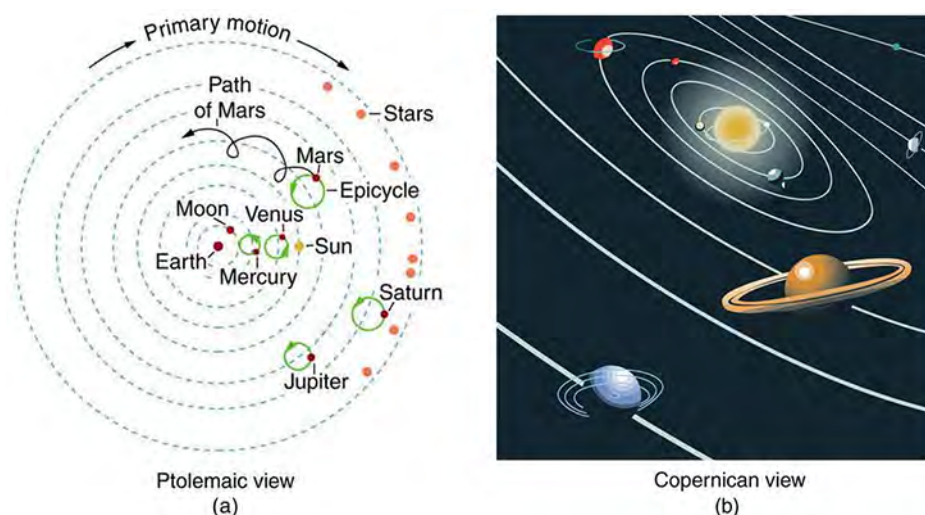 Primary motion
Path
of Mars
Stars
Mars
Epicycle
Moon
Venus
Sun
Earth
Mercury
Saturn
Jupiter
Ptolemaic view
(a)
Copernican view
(b)